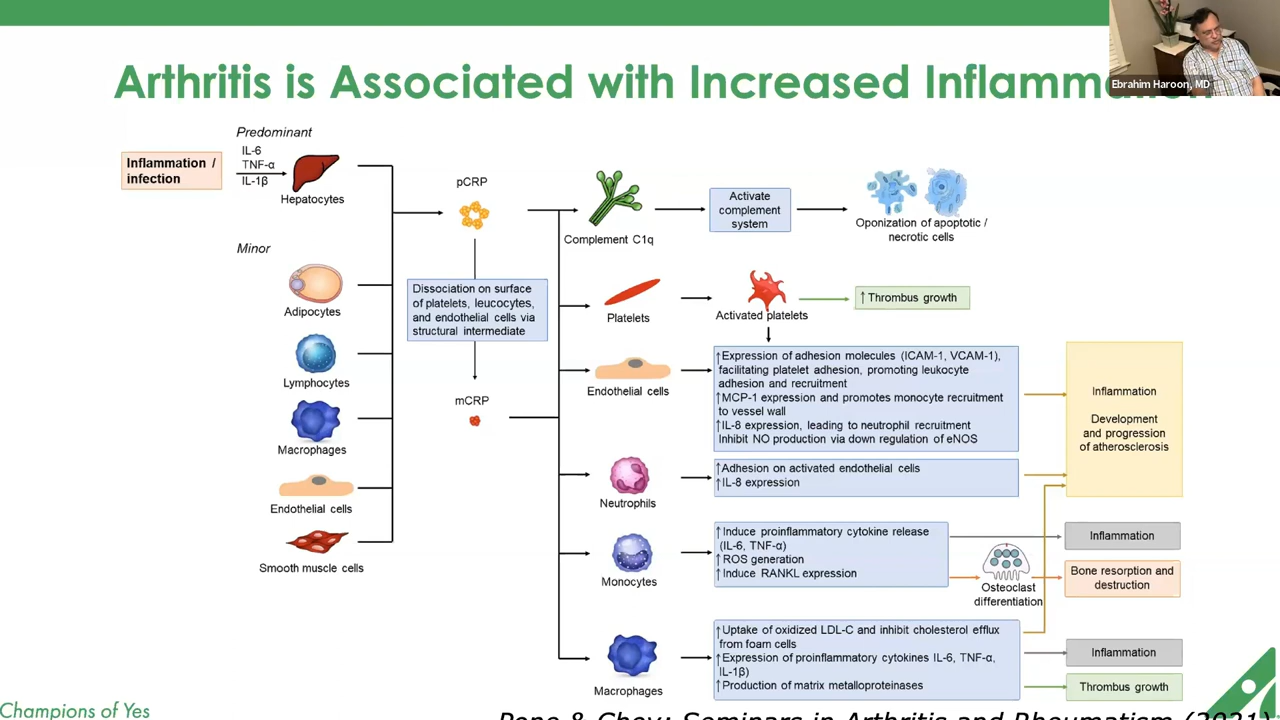 Arthritis is Associated with Increased Inflammation
Ebrahim Haroon, MD
Predominant
Inflammation /
infection
IL-6
TNF-α
IL-1β
Hepatocytes
Minor
Adipocytes
Lymphocytes
Macrophages
Endothelial cells
Smooth muscle cells
pCRP
Dissociation on surface
of platelets, leucocytes,
and endothelial cells via
structural intermediate
mCRP
Complement C1q
Activate
complement
system
Oponization of apoptotic /
necrotic cells
Platelets
Activated platelets
↑Thrombus growth
Endothelial cells
↑Expression of adhesion molecules (ICAM-1, VCAM-1),
facilitating platelet adhesion, promoting leukocyte
adhesion and recruitment
↑MCP-1 expression and promotes monocyte recruitment
to vessel wall
↑IL-8 expression, leading to neutrophil recruitment
Inhibit NO production via down regulation of eNOS
Inflammation
Development
and progression
of atherosclerosis
Neutrophils
↑Adhesion on activated endothelial cells
↑IL-8 expression
Monocytes
↑Induce proinflammatory cytokine release
(IL-6, TNF-α)
↑ROS generation
↑Induce RANKL expression
Osteoclast
differentiation
Inflammation
Bone resorption and
destruction
Macrophages
↑Uptake of oxidized LDL-C and inhibit cholesterol efflux
from foam cells
↑Expression of proinflammatory cytokines IL-6, TNF-α,
IL-1β)
↑Production of matrix metalloproteinases
Inflammation
Thrombus growth
Champions of Yes
& Seminars in Arthritis and Rheumatism (2021)